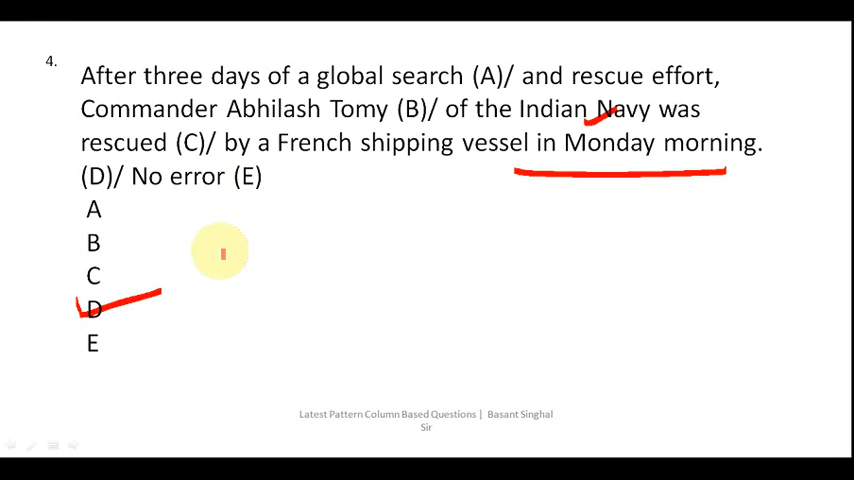 4.
After three days of a global search (A)/ and rescue effort,
Commander Abhilash Tomy (B)/ of the Indian Navy was
rescued (C)/ by a French shipping vessel in Monday morning.
(D)/ No error (E)
A
B
C
D
E
Latest Pattern Column Based Questions | Basant Singhal
Sir